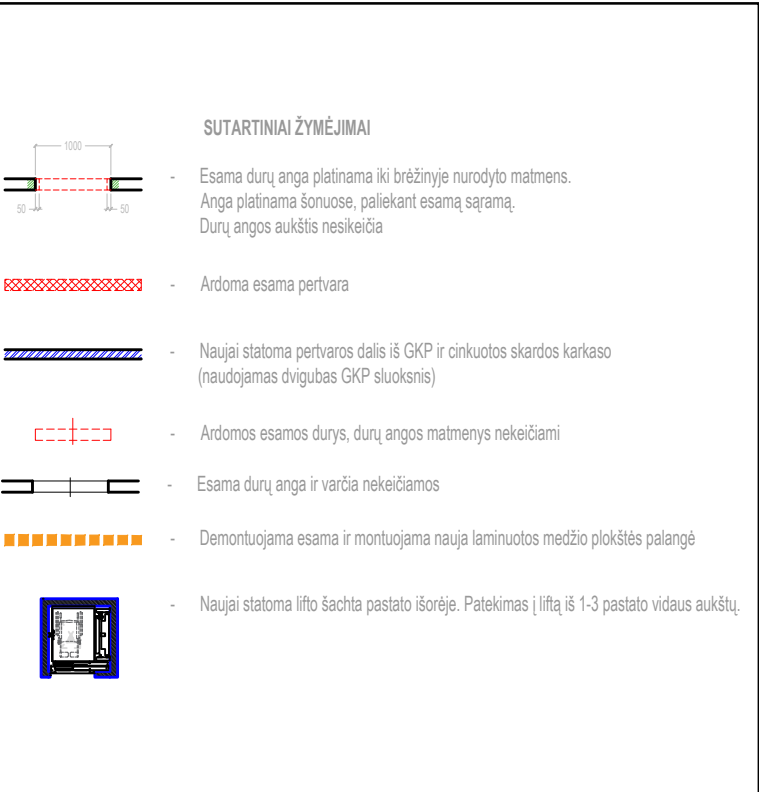 SUTARTINIAI ŽYMĖJIMAI
1000
50
50
- Esama durų anga platinama iki brėžinyje nurodyto matmens.
Anga platinama šonuose, paliekant esamą sąramą.
Durų angos aukštis nesikeičia
- Ardoma esama pertvara
- Naujai statoma pertvaros dalis iš GKP ir cinkuotos skardos karkaso
(naudojamas dvigubas GKP sluoksnis)
- Ardomos esamos durys, durų angos matmenys nekeičiami
- Esama durų anga ir varčia nekeičiamos
- Demontuojama esama ir montuojama nauja laminuotos medžio plokštės palangė
- Naujai statoma lifto šachta pastato išorėje. Patekimas į liftą iš 1-3 pastato vidaus aukštų.